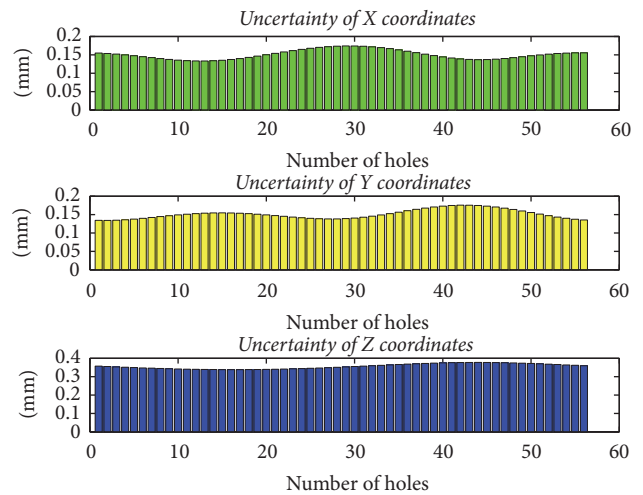 Uncertainty of X coordinates
0.2
0.15
0.1
0.05
0
(mm)
0 10 20 30 40 50 60
Number of holes
Uncertainty of Y coordinates
0.2
0.15
0.1
0.05
0
(mm)
0 10 20 30 40 50 60
Number of holes
Uncertainty of Z coordinates
0.4
0.3
0.2
0.1
0
(mm)
0 10 20 30 40 50 60
Number of holes